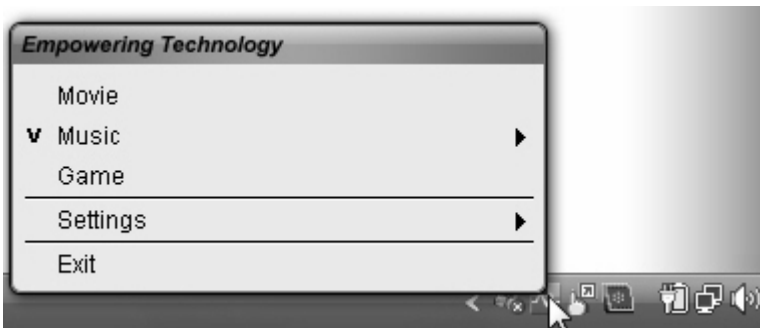 Empowering Technology
Movie
v Music
Game
Settings
Exit